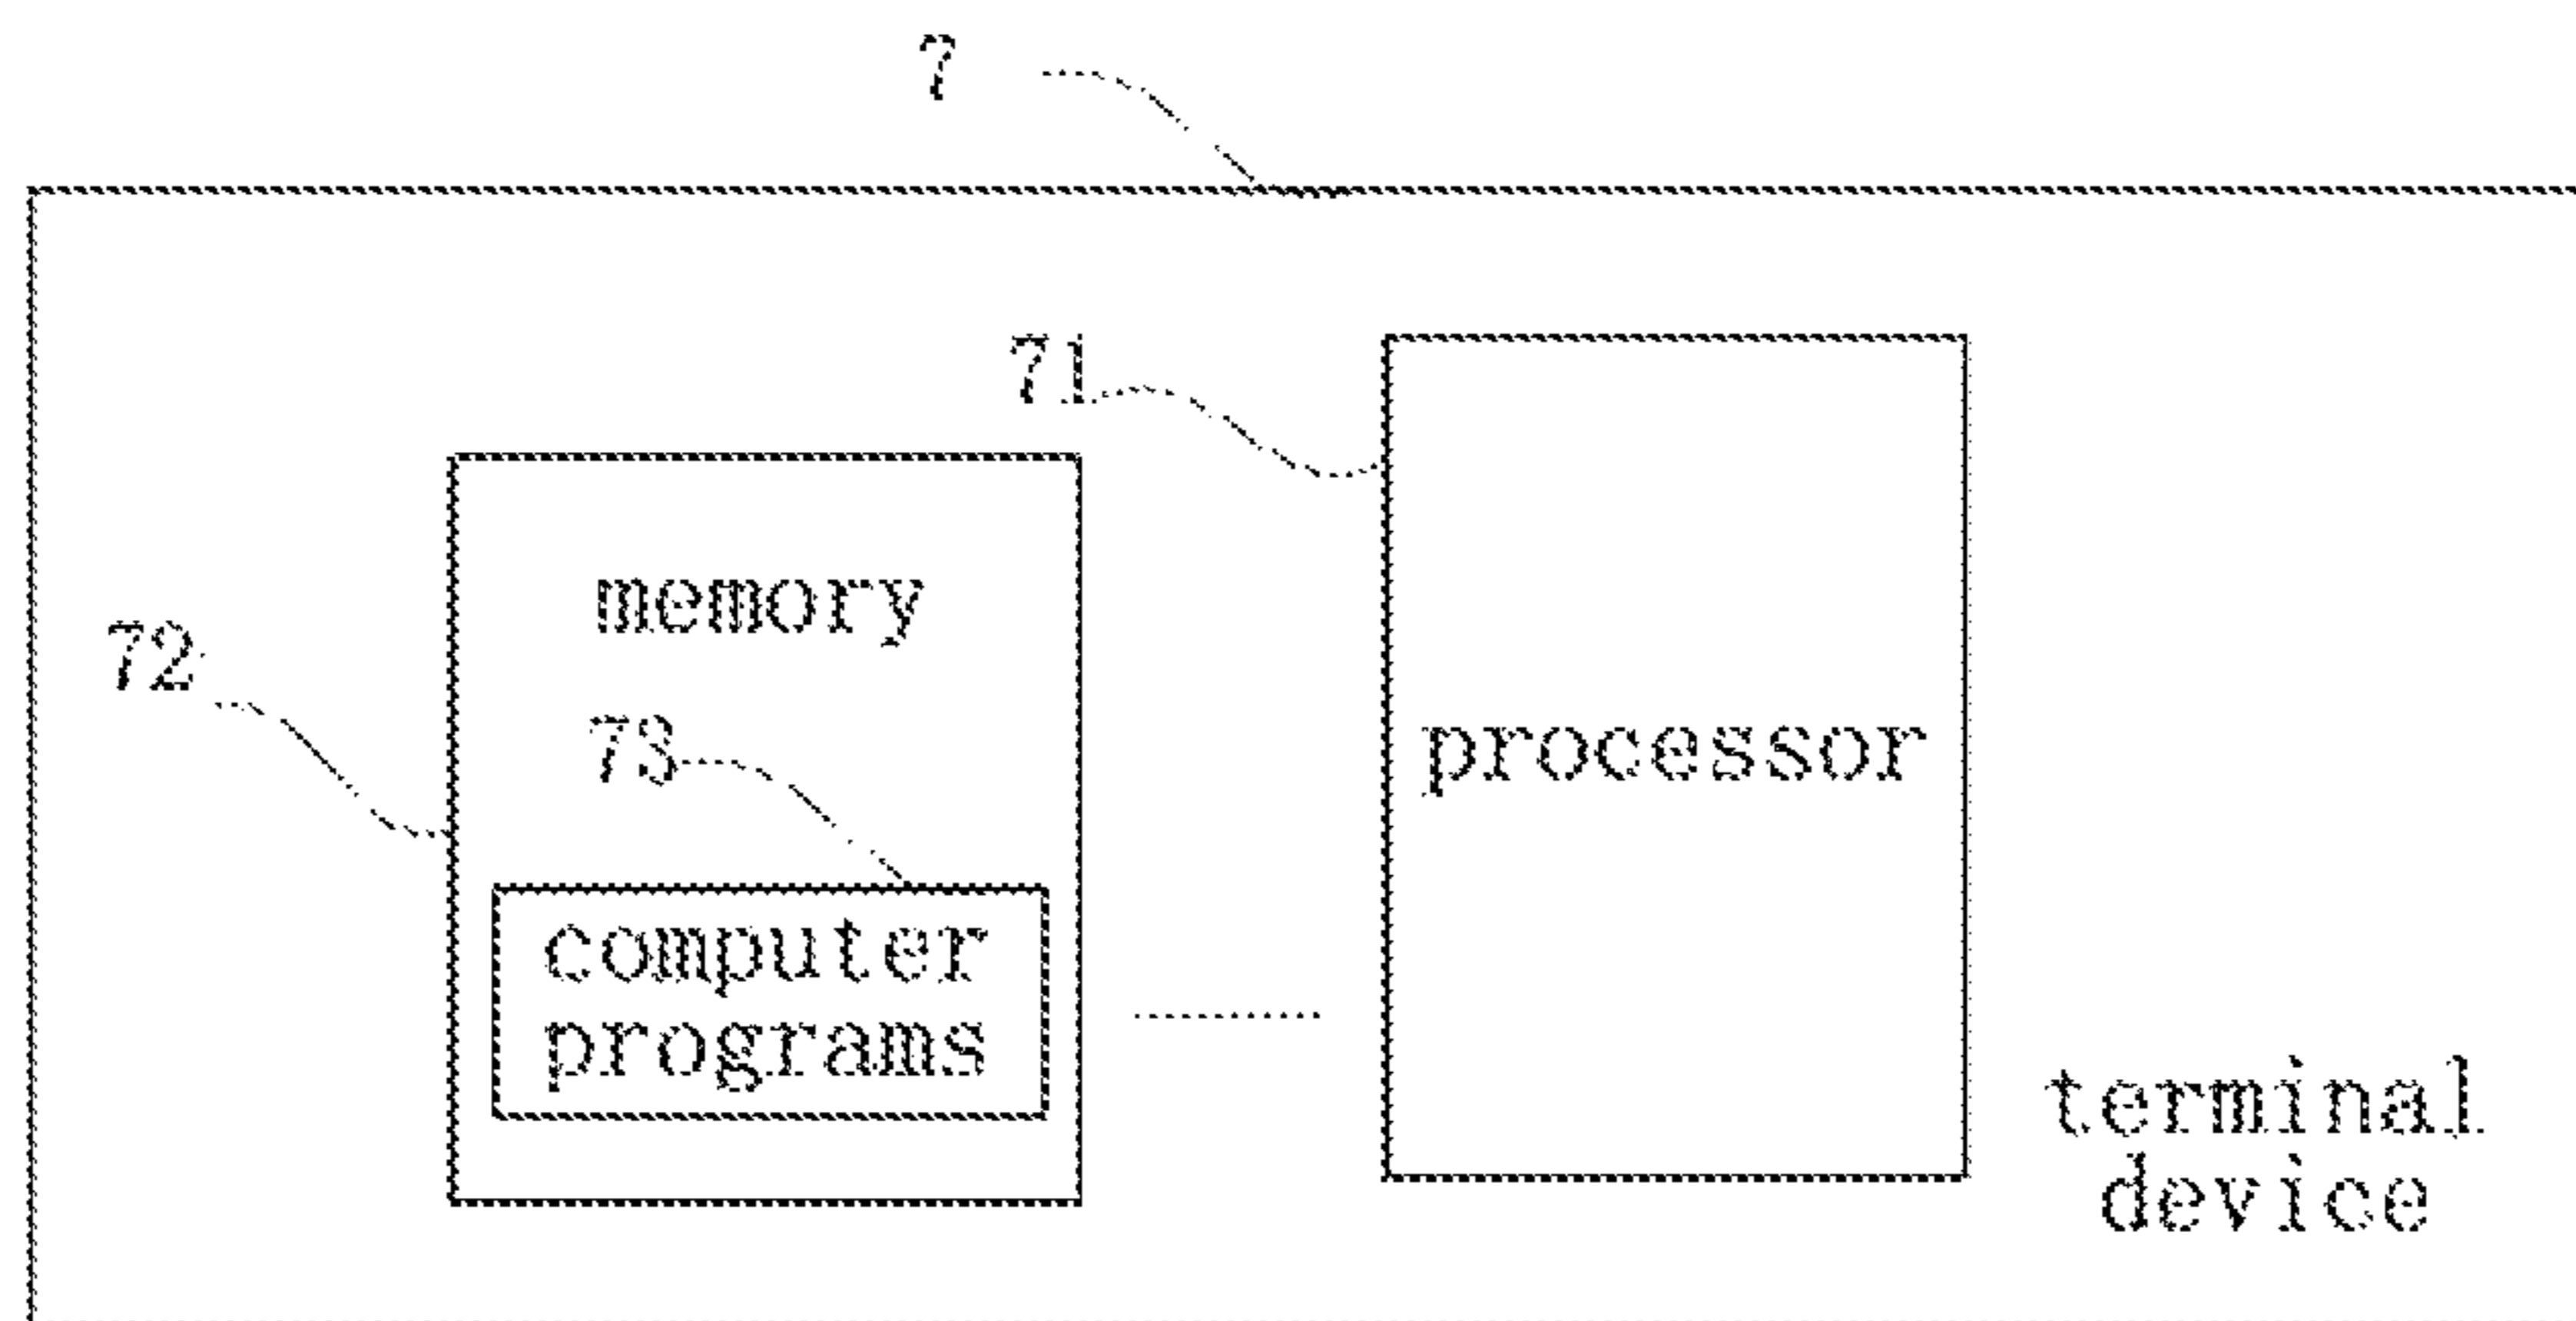 7
71
memory
72
73
processor
computer
programs
terminal
device